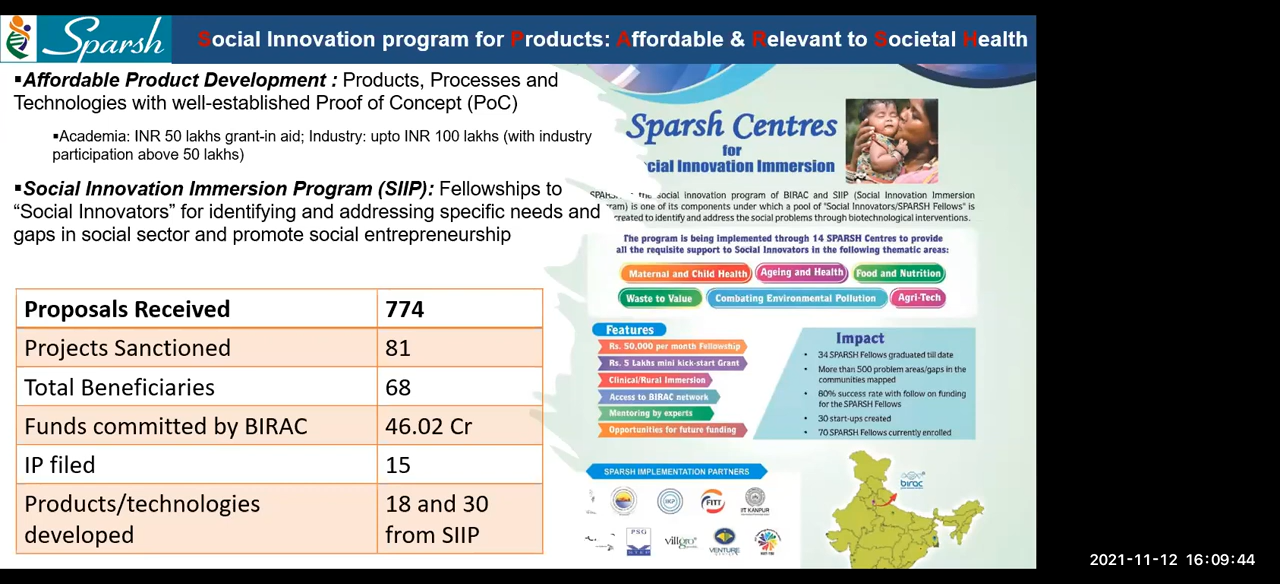 Sparsh
Social Innovation program for Products: Affordable & Relevant to Societal Health
▪Affordable Product Development : Products, Processes and
Technologies with well-established Proof of Concept (PoC)
▪Academia: INR 50 lakhs grant-in aid; Industry: upto INR 100 lakhs (with industry
participation above 50 lakhs)
▪Social Innovation Immersion Program (SIIP): Fellowships to
“Social Innovators” for identifying and addressing specific needs and
gaps in social sector and promote social entrepreneurship
Proposals Received 774
Projects Sanctioned 81
Total Beneficiaries 68
Funds committed by BIRAC 46.02 Cr
IP filed 15
Products/technologies
developed
18 and 30
from SIIP
Sparsh Centres
for
cial Innovation Immersion
the social innovation program of BIRAC and SIIP (Social Innovation Immersion
ram) is one of its components under which a pool of "Social Innovators/SPARSH Fellows" is
created to identify and address the social problems through biotechnological interventions.
The program is being implemented through 14 SPARSH Centres to provide
all the requisite support to Social Innovators in the following thematic areas:
Maternal and Child Health
Ageing and Health
Food and Nutrition
Waste to Value
Combating Environmental Pollution
Agri-Tech
Features
Rs. 50,000 per month Fellowship
Rs. 5 Lakhs mini kick-start Grant
Clinical/Rural Immersion
Access to BIRAC network
Mentoring by experts
Opportunities for future funding
Impact
• 34 SPARSH Fellows graduated till date
• More than 500 problem areas/gaps in the
communities mapped
• 80% success rate with follow on funding
for the SPARSH Fellows
• 30 start-ups created
• 70 SPARSH Fellows currently enrolled
SPARSH IMPLEMENTATION PARTNERS
FITT
IIT KANPUR
PSG
villgro
VENTURE
birac
2021-11-12 16:09:44